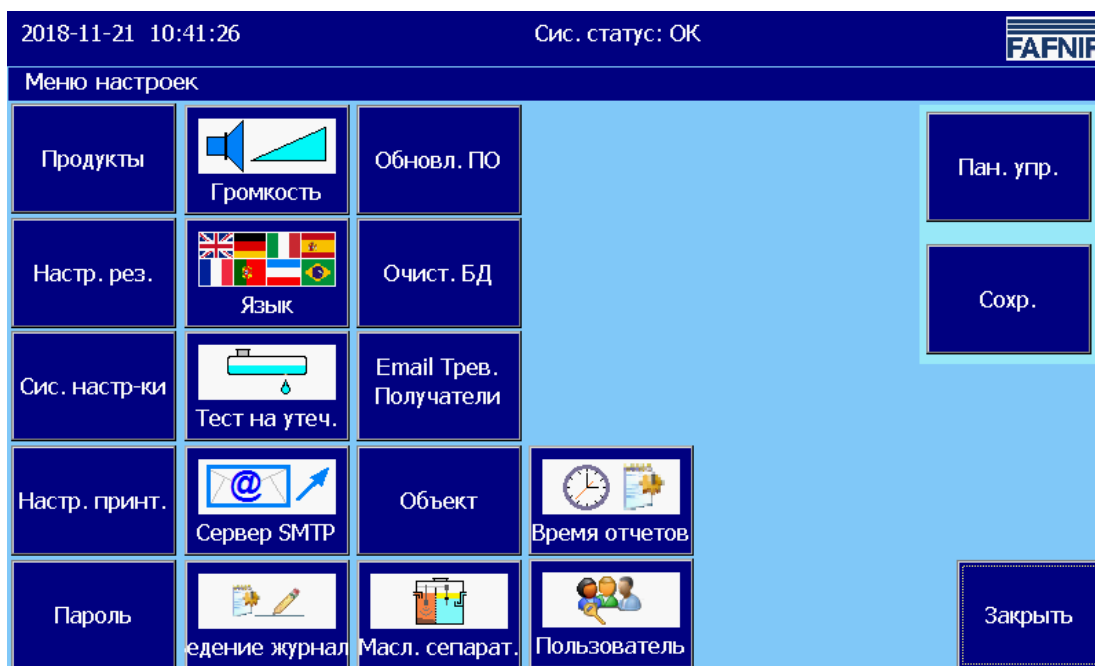 2018-11-21 10:41:26
Сис. статус: ОК
FAFNIR
Меню настроек
Продукты
Громкость
Обновл. ПО
Пан. упр.
Настр. рез.
Язык
Очист. БД
Сохр.
Сис. настр-ки
Тест на утеч.
Email Трев.
Получатели
Настр. принт.
@
Сервер SMTP
Объект
Время отчетов
Пароль
едение журнал
Масл. сепарат.
Пользователь
Закрыть